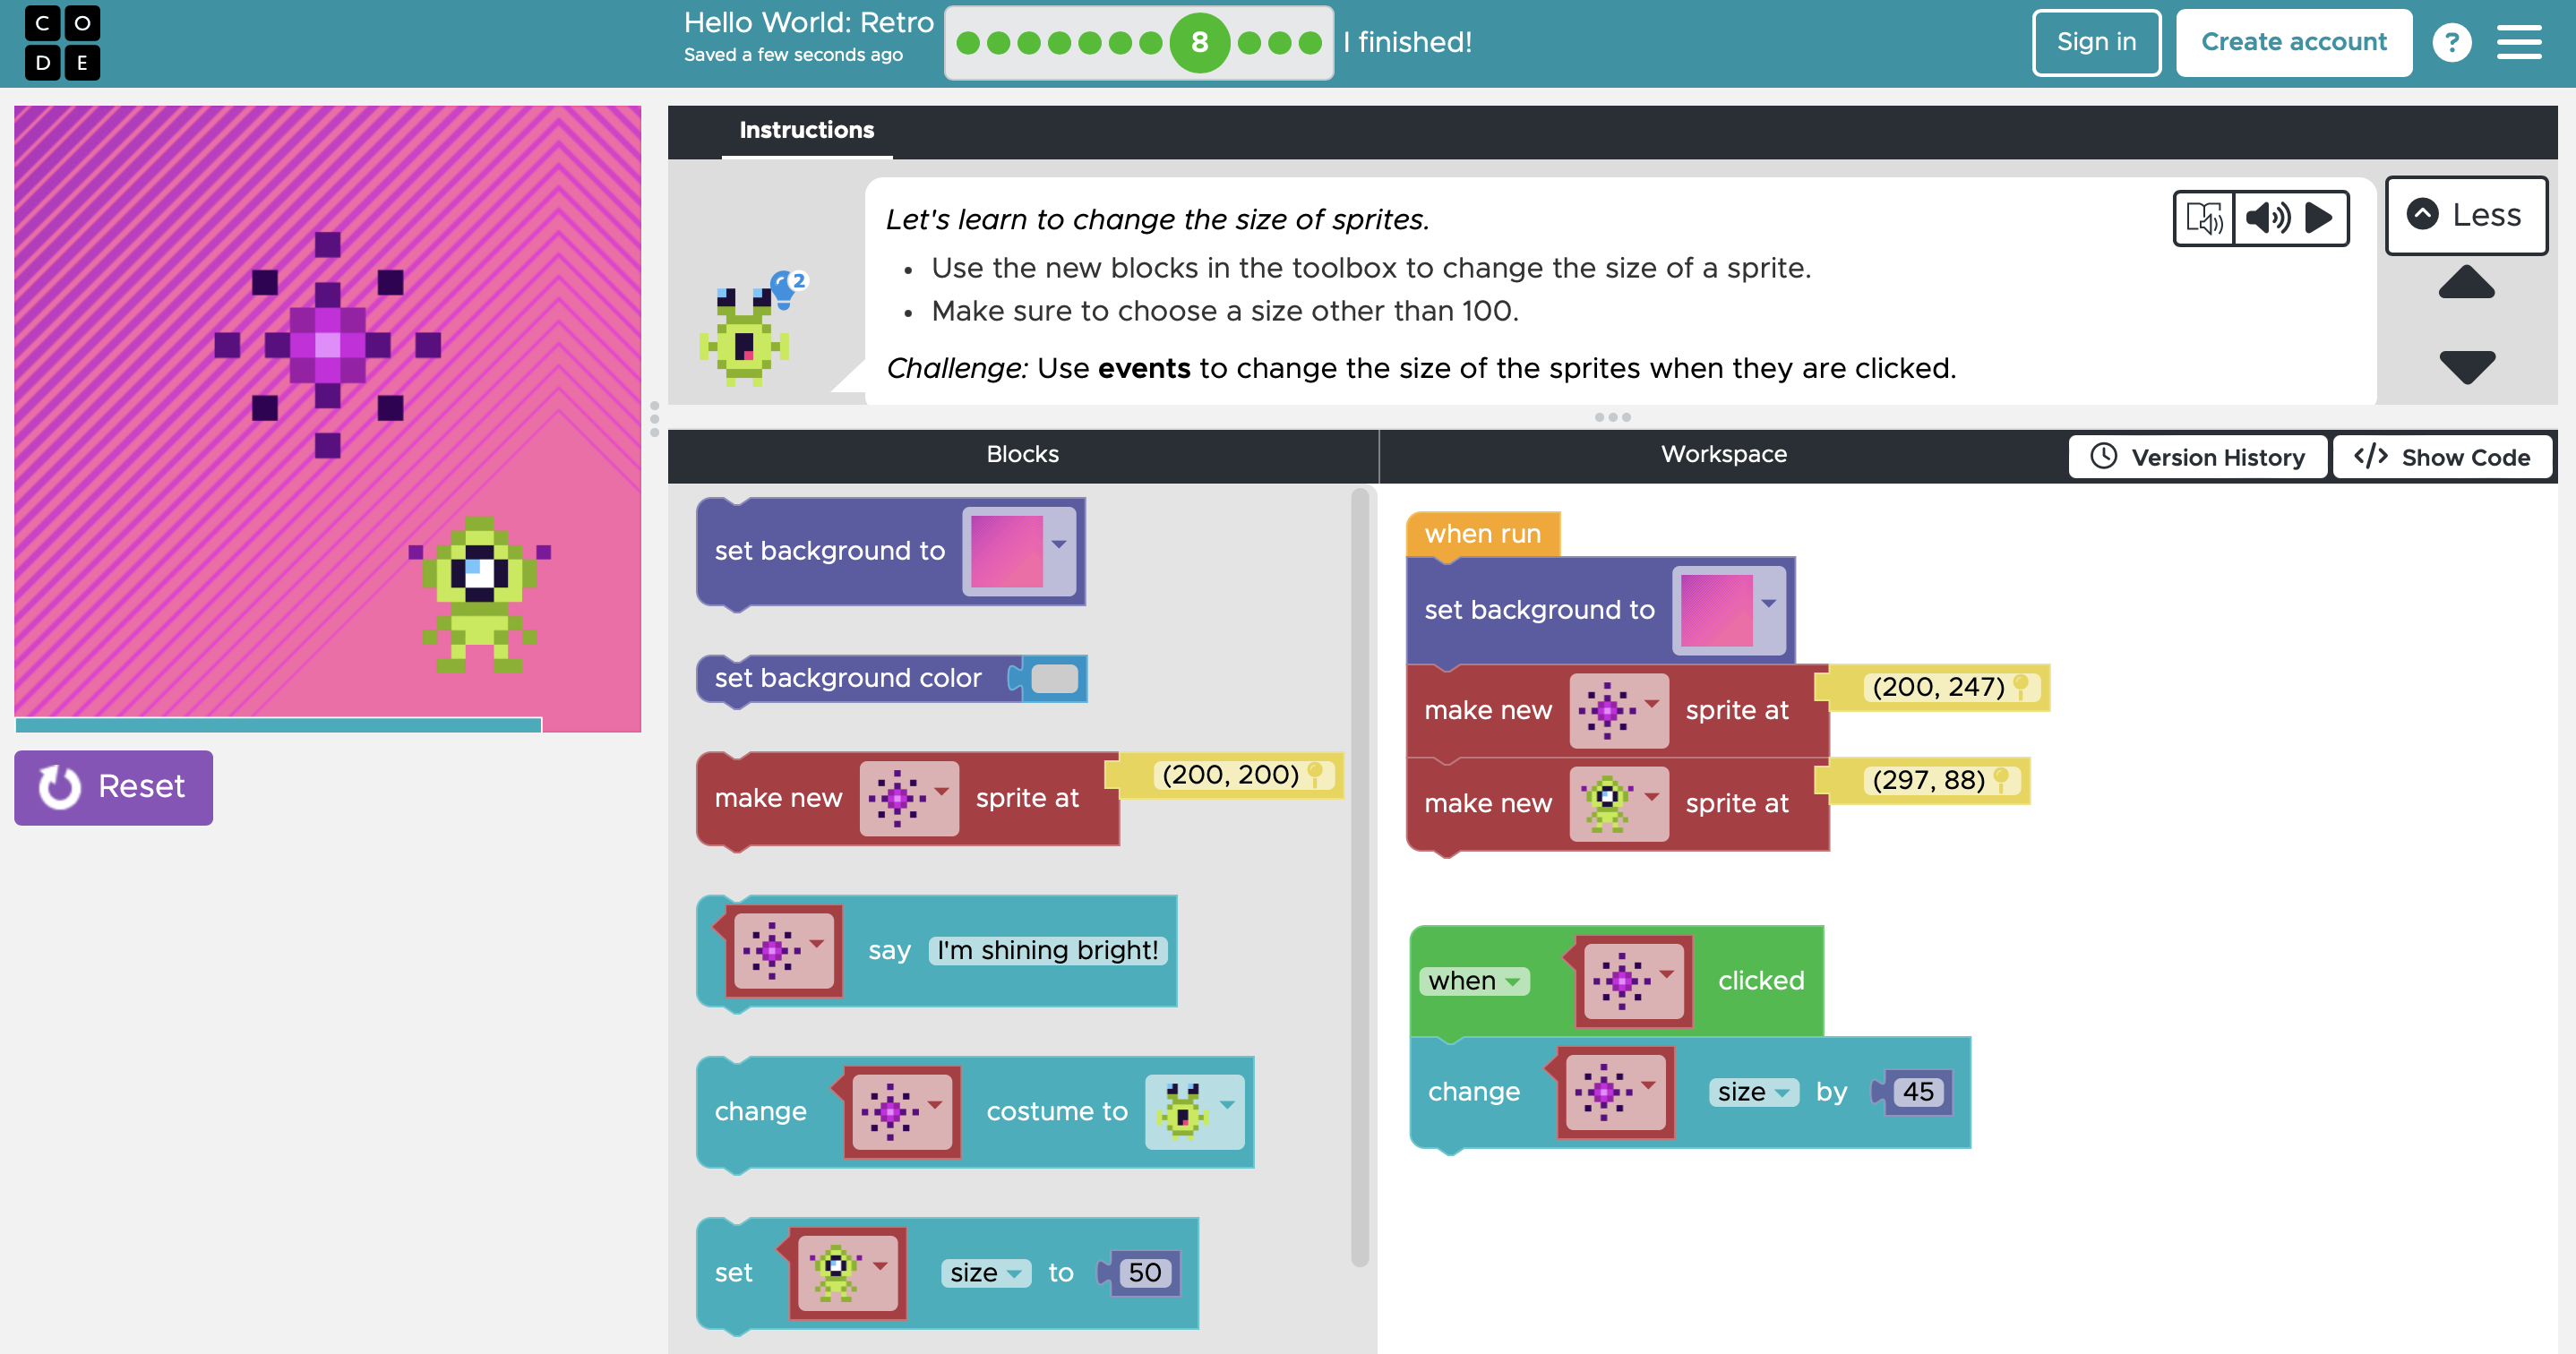 C O
D E
Hello World: Retro
Saved a few seconds ago
8
I finished!
Sign in
Create account
?
Instructions
Let's learn to change the size of sprites.
• Use the new blocks in the toolbox to change the size of a sprite.
• Make sure to choose a size other than 100.
Challenge: Use events to change the size of the sprites when they are clicked.
2
Less
Reset
Blocks
Workspace
Version History
</> Show Code
set background to
set background color
make new sprite at (200, 200)
say I'm shining bright!
change costume to
set size to 50
when run
set background to
make new sprite at (200, 247)
make new sprite at (297, 88)
when clicked
change size by 45